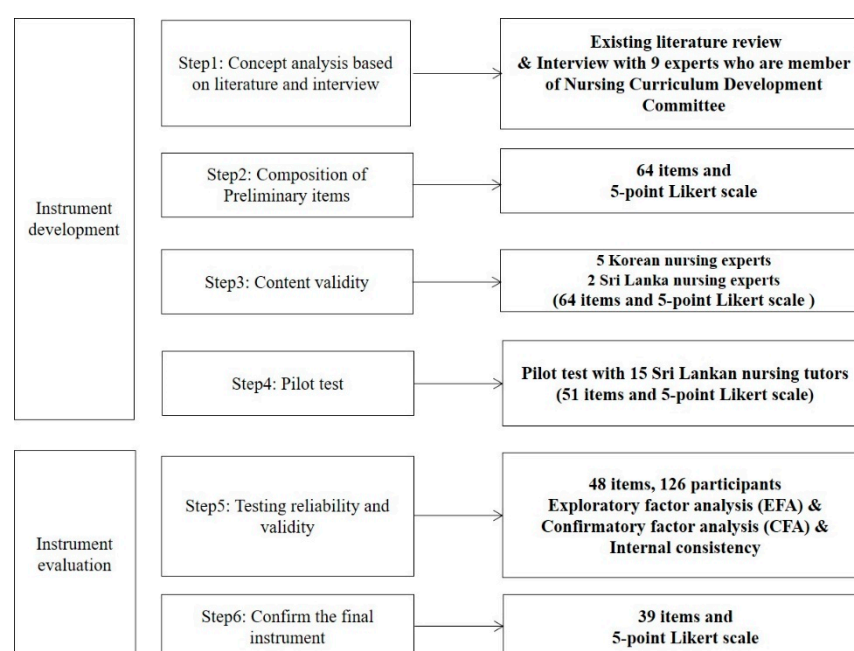 Instrument
development
Step1: Concept analysis based
on literature and interview
Existing literature review
& Interview with 9 experts who are member
of Nursing Curriculum Development
Committee
Step2: Composition of
Preliminary items
64 items and
5-point Likert scale
Step3: Content validity
5 Korean nursing experts
2 Sri Lanka nursing experts
(64 items and 5-point Likert scale )
Step4: Pilot test
Pilot test with 15 Sri Lankan nursing tutors
(51 items and 5-point Likert scale)
Instrument
evaluation
Step5: Testing reliability and
validity
48 items, 126 participants
Exploratory factor analysis (EFA) &
Confirmatory factor analysis (CFA) &
Internal consistency
Step6: Confirm the final
instrument
39 items and
5-point Likert scale